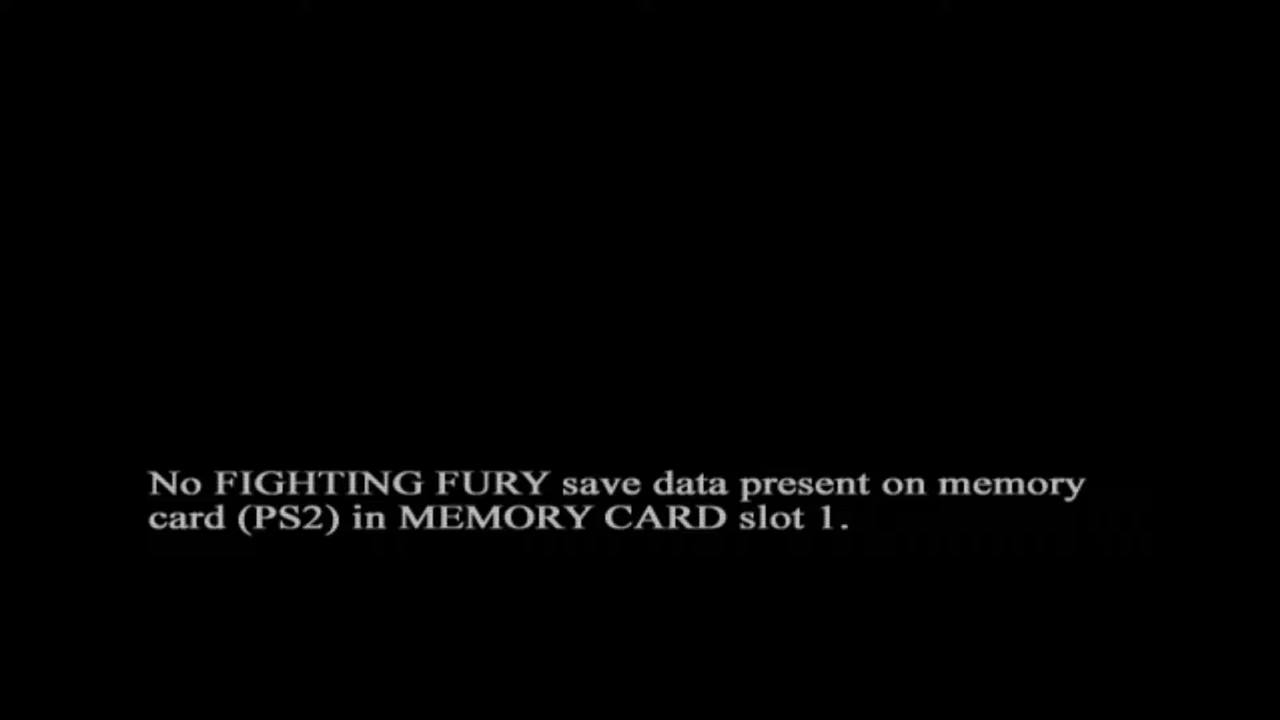 No FIGHTING FURY save data present on memory
card (PS2) in MEMORY CARD slot 1.